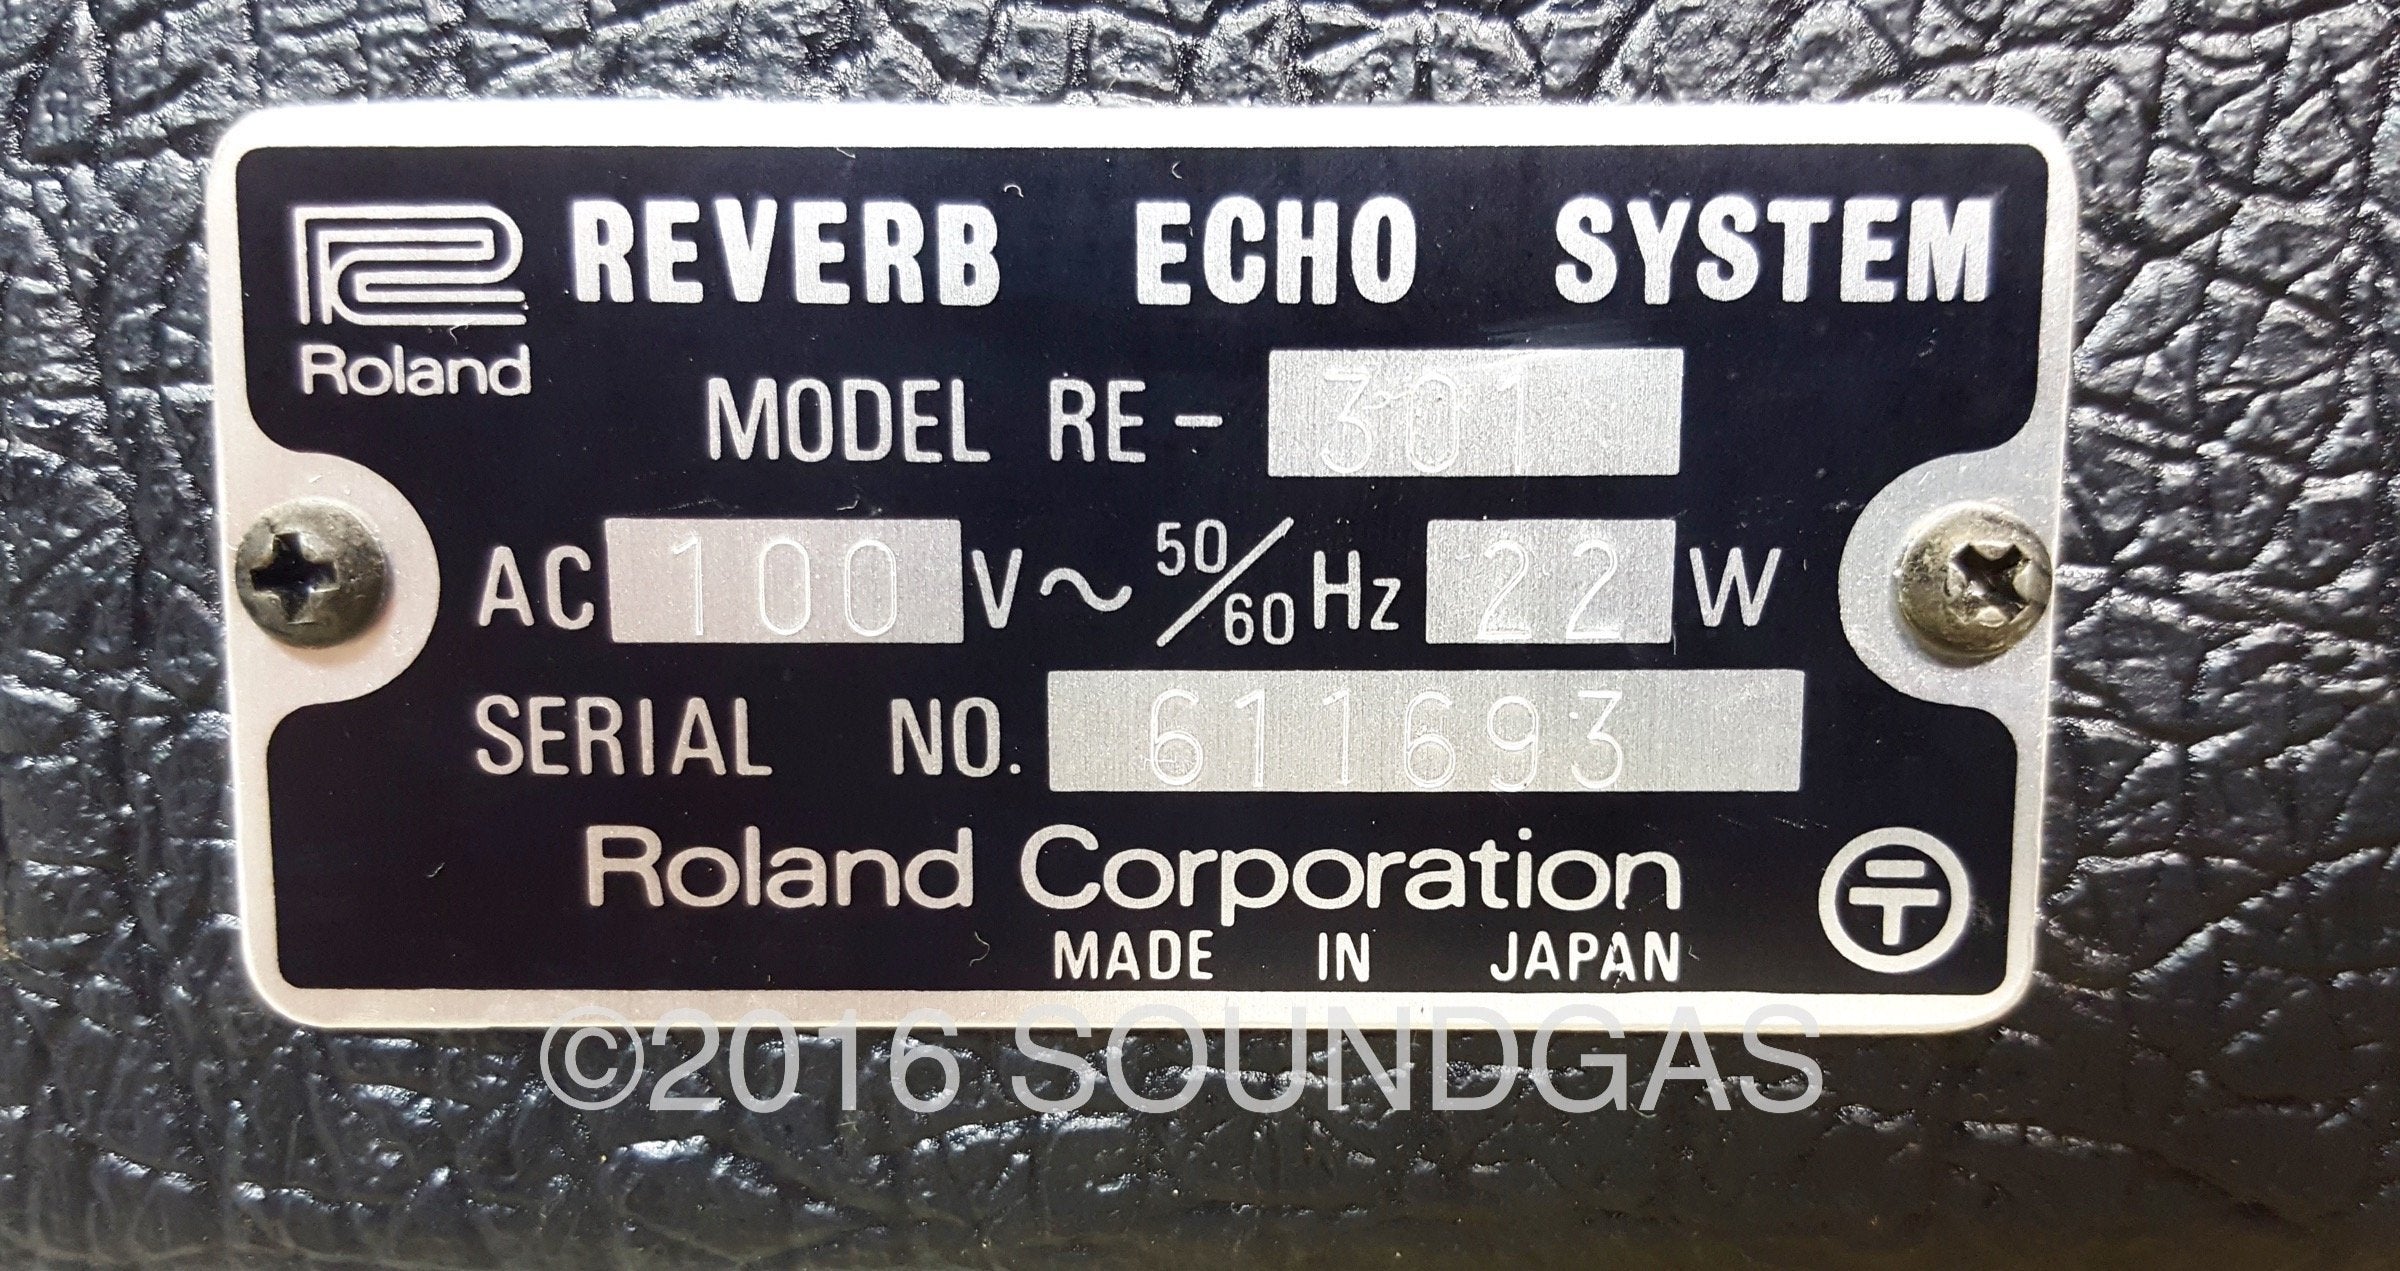 REVERB ECHO SYSTEM
Roland
MODEL RE-301
AC 100 V~ 50/60 Hz 22 W
SERIAL NO. 611693
Roland Corporation
MADE IN JAPAN
©2016 SOUNDGAS